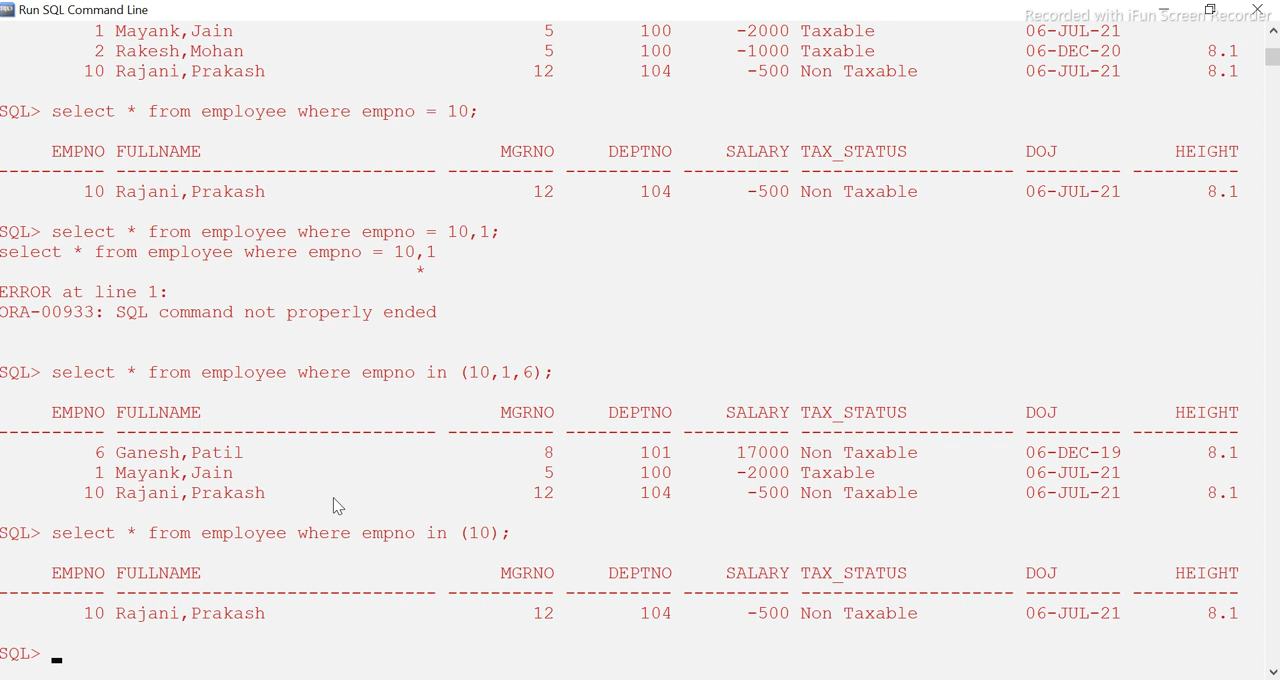 Run SQL Command Line
Recorded with iFun Screen Recorder
1 Mayank,Jain 5 100 -2000 Taxable 06-JUL-21
2 Rakesh,Mohan 5 100 -1000 Taxable 06-DEC-20 8.1
10 Rajani,Prakash 12 104 -500 Non Taxable 06-JUL-21 8.1
SQL> select * from employee where empno = 10;
EMPNO FULLNAME MGRNO DEPTNO SALARY TAX_STATUS DOJ HEIGHT
---------- ------------------------------ ---------- ---------- ---------- -------------------- --------- ----------
10 Rajani,Prakash 12 104 -500 Non Taxable 06-JUL-21 8.1
SQL> select * from employee where empno = 10,1;
select * from employee where empno = 10,1
*
ERROR at line 1:
ORA-00933: SQL command not properly ended
SQL> select * from employee where empno in (10,1,6);
EMPNO FULLNAME MGRNO DEPTNO SALARY TAX_STATUS DOJ HEIGHT
---------- ------------------------------ ---------- ---------- ---------- -------------------- --------- ----------
6 Ganesh,Patil 8 101 17000 Non Taxable 06-DEC-19 8.1
1 Mayank,Jain 5 100 -2000 Taxable 06-JUL-21
10 Rajani,Prakash 12 104 -500 Non Taxable 06-JUL-21 8.1
SQL> select * from employee where empno in (10);
EMPNO FULLNAME MGRNO DEPTNO SALARY TAX_STATUS DOJ HEIGHT
---------- ------------------------------ ---------- ---------- ---------- -------------------- --------- ----------
10 Rajani,Prakash 12 104 -500 Non Taxable 06-JUL-21 8.1
SQL>